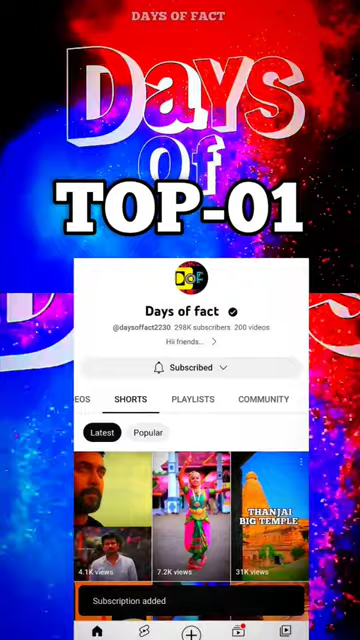 DAYS OF FACT
Days
Of
TOP-01
DOF
Days of fact
@daysoffact2230 298K subscribers 200 videos
Hii friends... >
Subscribed
EOS SHORTS PLAYLISTS COMMUNITY
Latest Popular
THANJAI
BIG TEMPLE
4.1K views 7.2K views 31K views
Subscription added